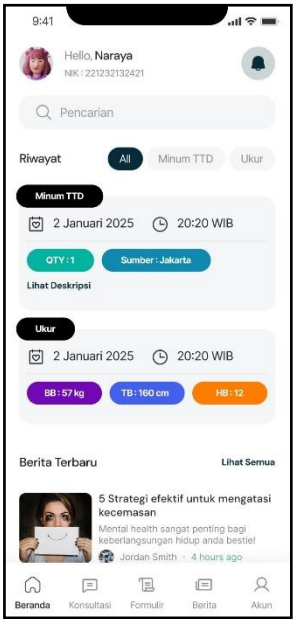 9:41
Hello, Naraya
NIK : 221232132421
Pencarian
Riwayat All Minum TTD Ukur
Minum TTD
2 Januari 2025 20:20 WIB
QTY : 1 Sumber : Jakarta
Lihat Deskripsi
Ukur
2 Januari 2025 20:20 WIB
BB : 57 kg TB : 160 cm HB : 12
Berita Terbaru Lihat Semua
5 Strategi efektif untuk mengatasi
kecemasan
Mental health sangat penting bagi
keberlangsungan hidup anda bestie!
Jordan Smith · 4 hours ago
Beranda Konsultasi Formulir Berita Akun